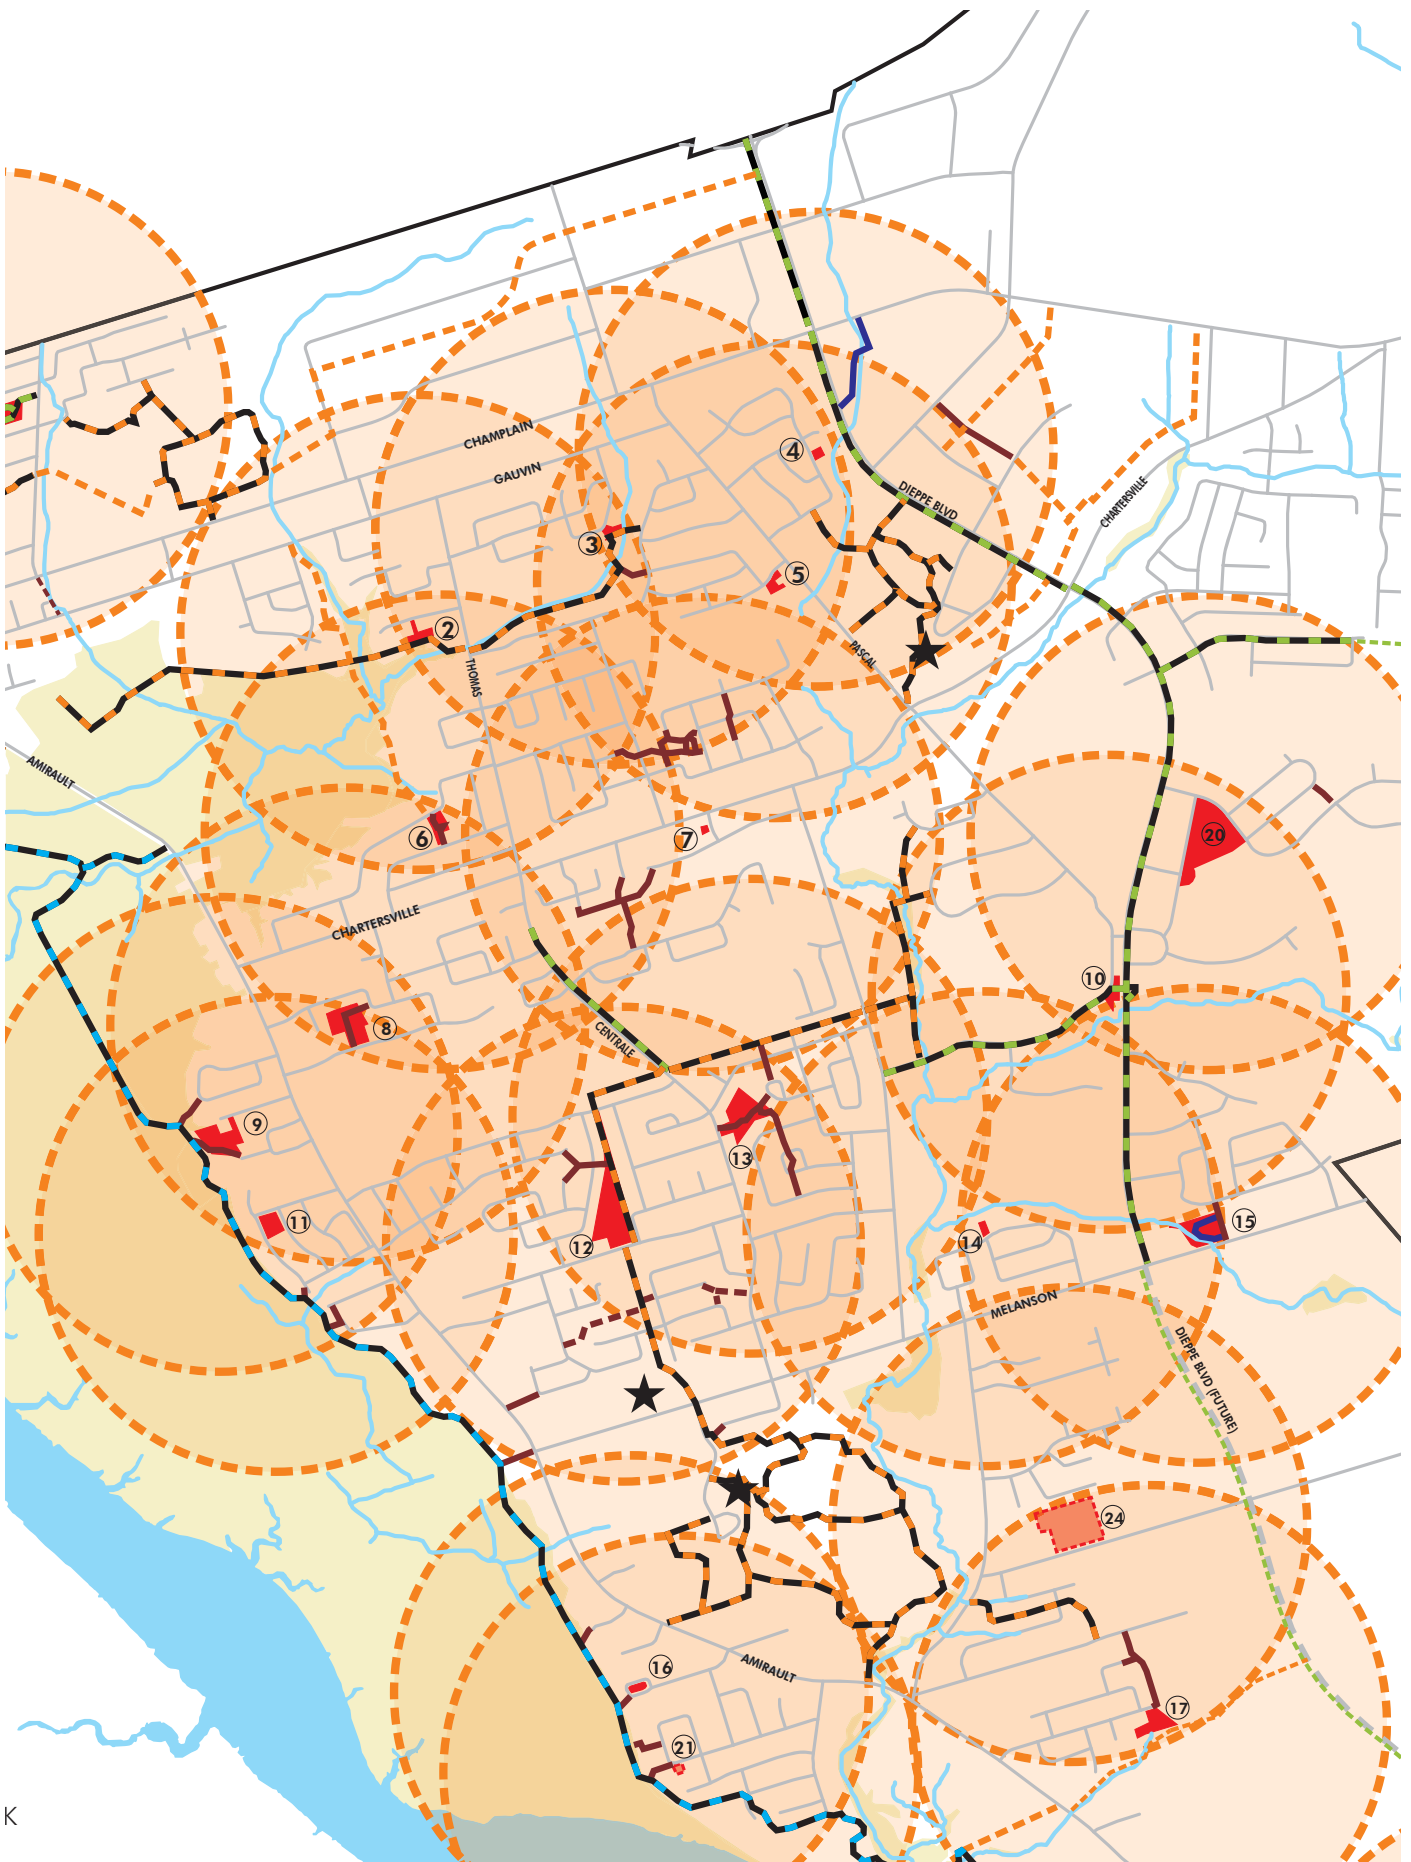 CHAMPLAIN
GAUVIN
4
DIEPPE BLVD
CHARTERSVILLE
3
5
2
PASCAL
THOMAS
AMIRAULT
6
7
20
CHARTERSVILLE
10
8
CENTRALE
9
13
11
12
14
15
MELANSON
DIEPPE BLVD (FUTURE)
24
16
AMIRAULT
17
21
K